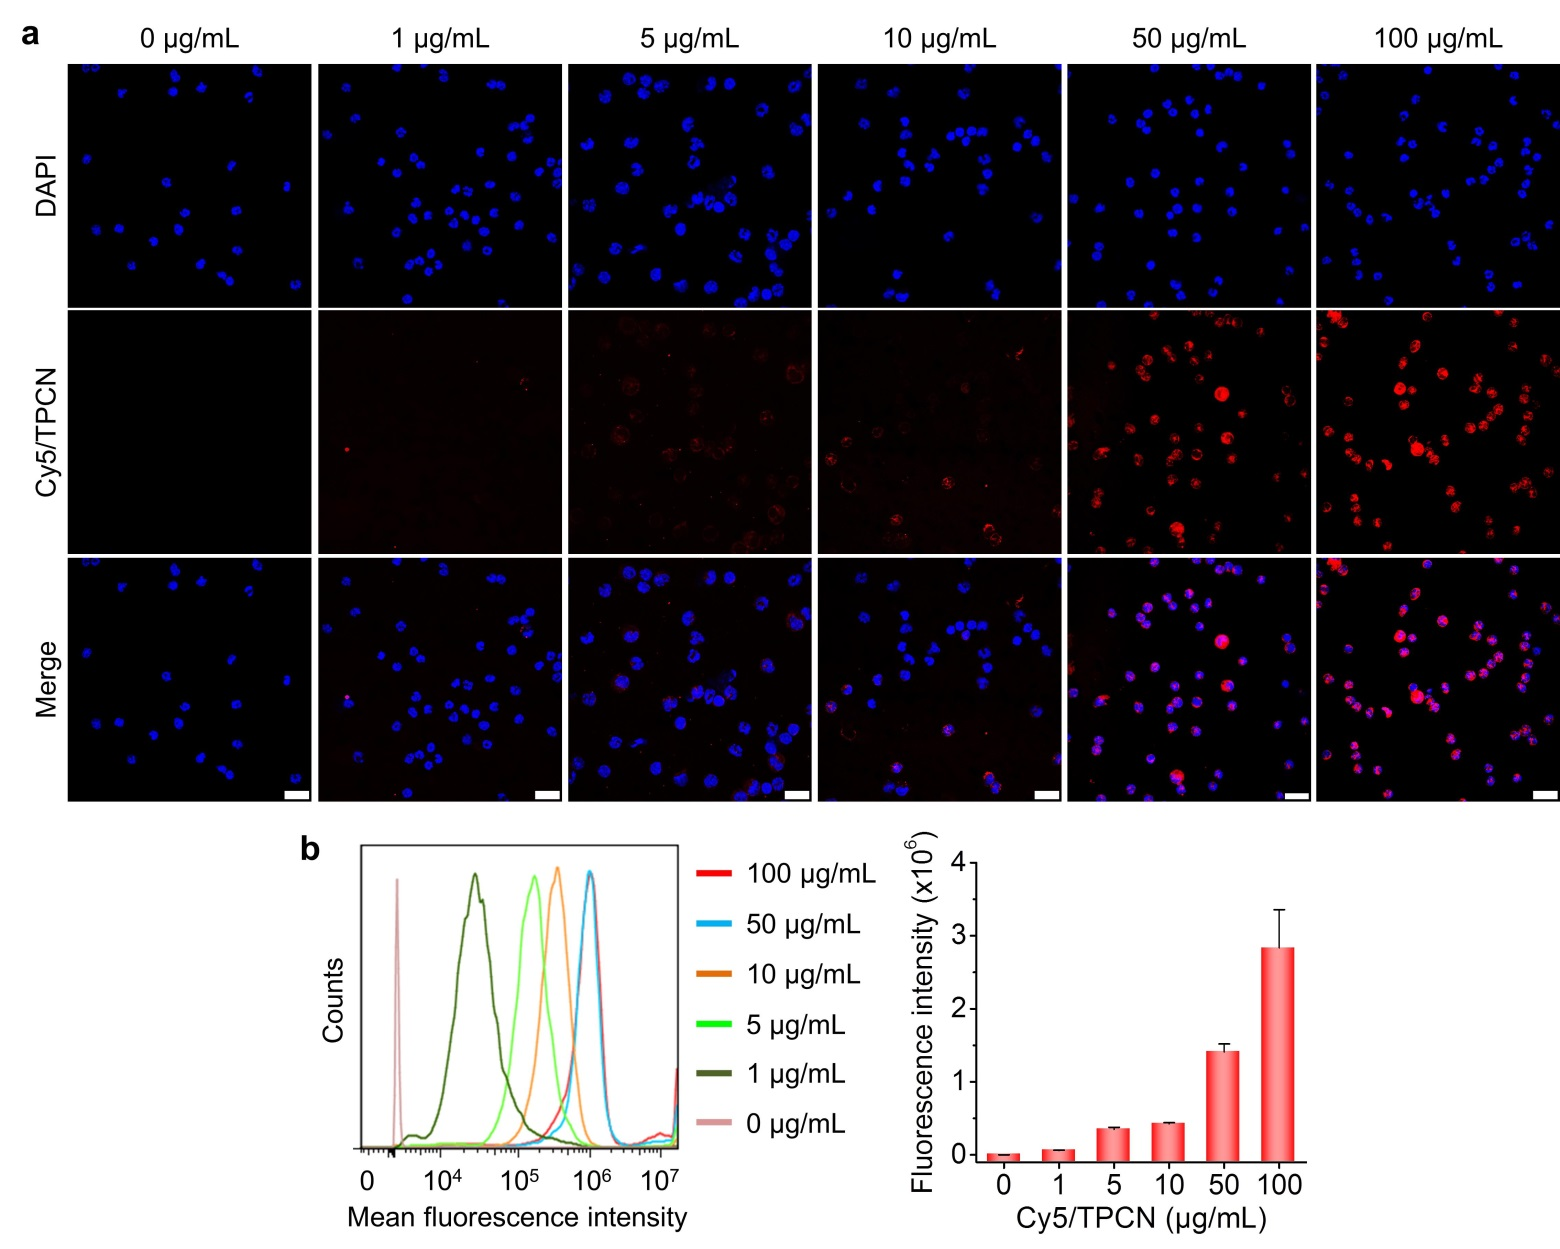 a
0 µg/mL 1 µg/mL 5 µg/mL 10 µg/mL 50 µg/mL 100 µg/mL
DAPI
Cy5/TPCN
Merge
b
Counts
0 10⁴ 10⁵ 10⁶ 10⁷
Mean fluorescence intensity
100 µg/mL
50 µg/mL
10 µg/mL
5 µg/mL
1 µg/mL
0 µg/mL
Fluorescence intensity (x10⁶)
4
3
2
1
0
0 1 5 10 50 100
Cy5/TPCN (µg/mL)